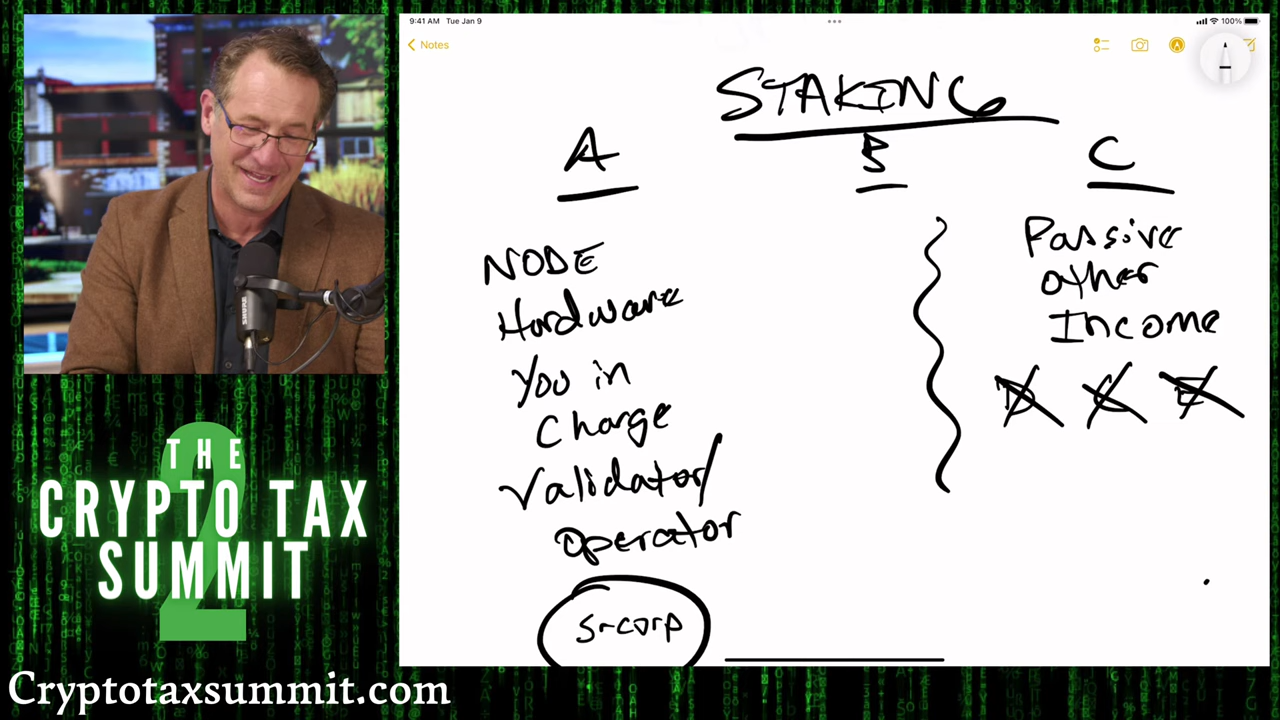 9:41 AM Tue Jan 9
100%
Notes
STAKING
A B C
NODE
Hardware
You in
Charge
Validator/
operator
S-corp
Passive
other
Income
D C E
SHURE
THE
2
CRYPTO TAX
SUMMIT
Cryptotaxsummit.com